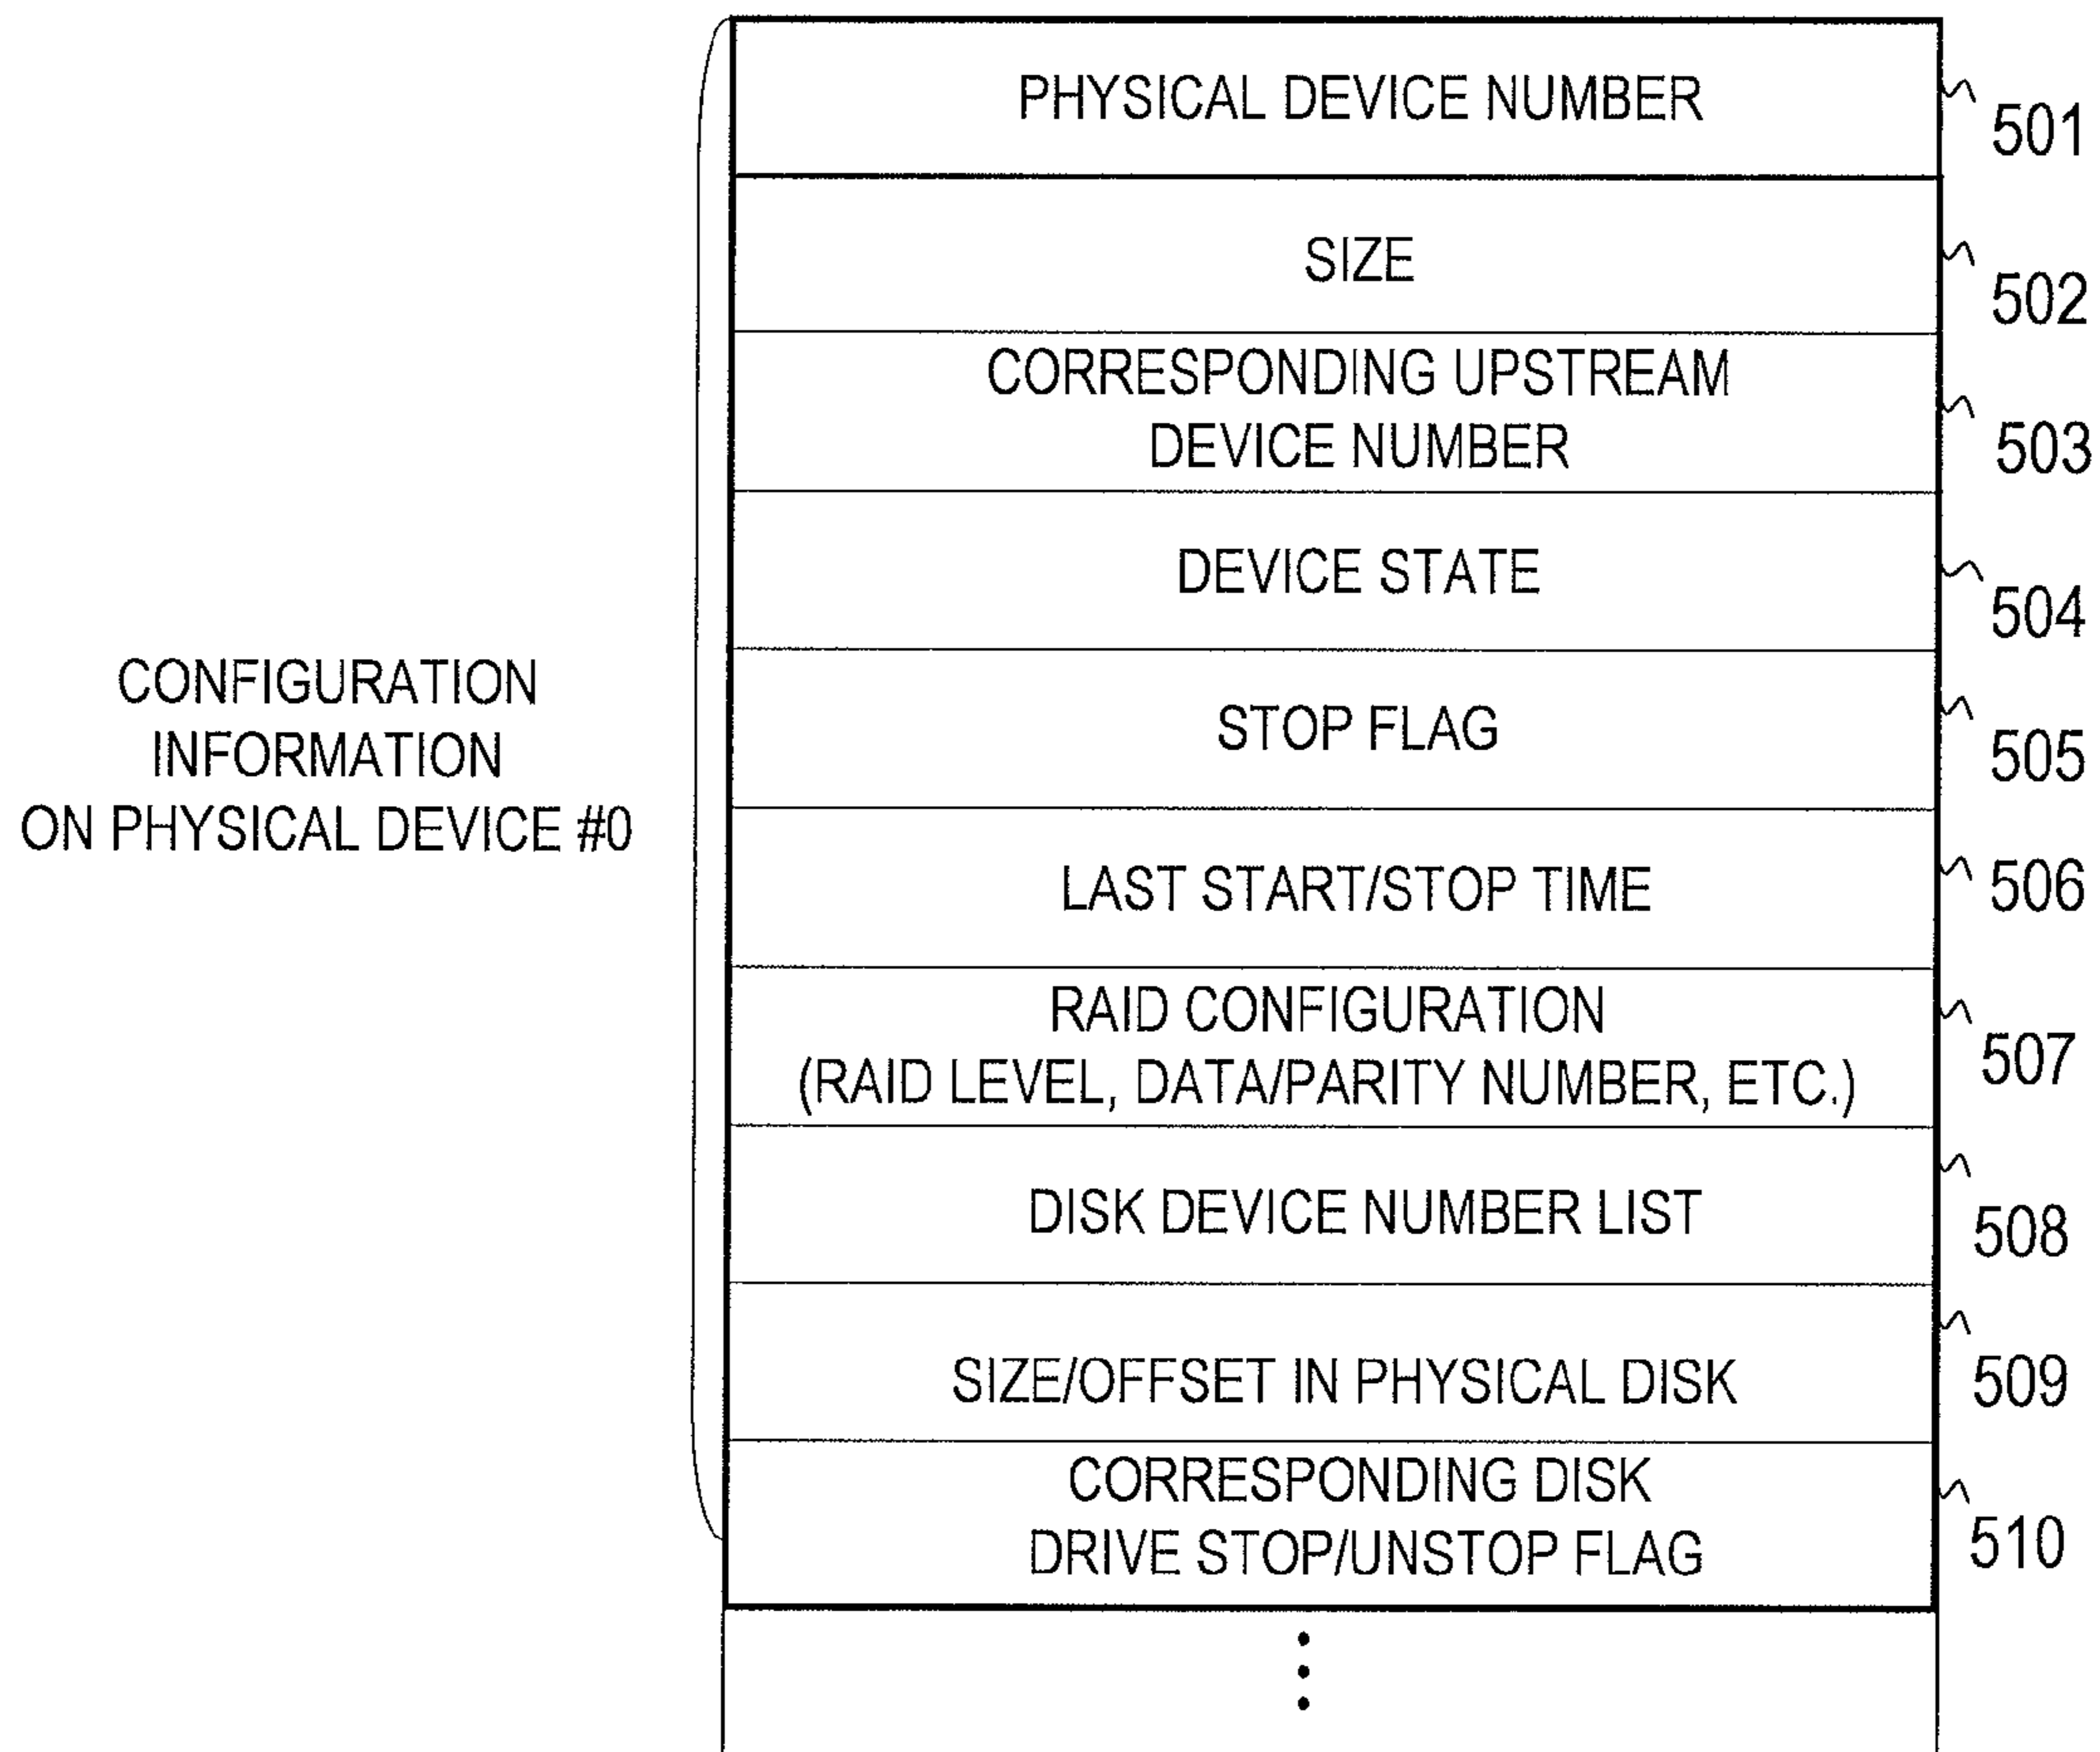 PHYSICAL DEVICE NUMBER
501
SIZE
502
CORRESPONDING UPSTREAM
DEVICE NUMBER
503
DEVICE STATE
504
CONFIGURATION
INFORMATION
ON PHYSICAL DEVICE #0
STOP FLAG
505
LAST START/STOP TIME
506
RAID CONFIGURATION
(RAID LEVEL, DATA/PARITY NUMBER, ETC.)
507
DISK DEVICE NUMBER LIST
508
SIZE/OFFSET IN PHYSICAL DISK
509
CORRESPONDING DISK
DRIVE STOP/UNSTOP FLAG
510